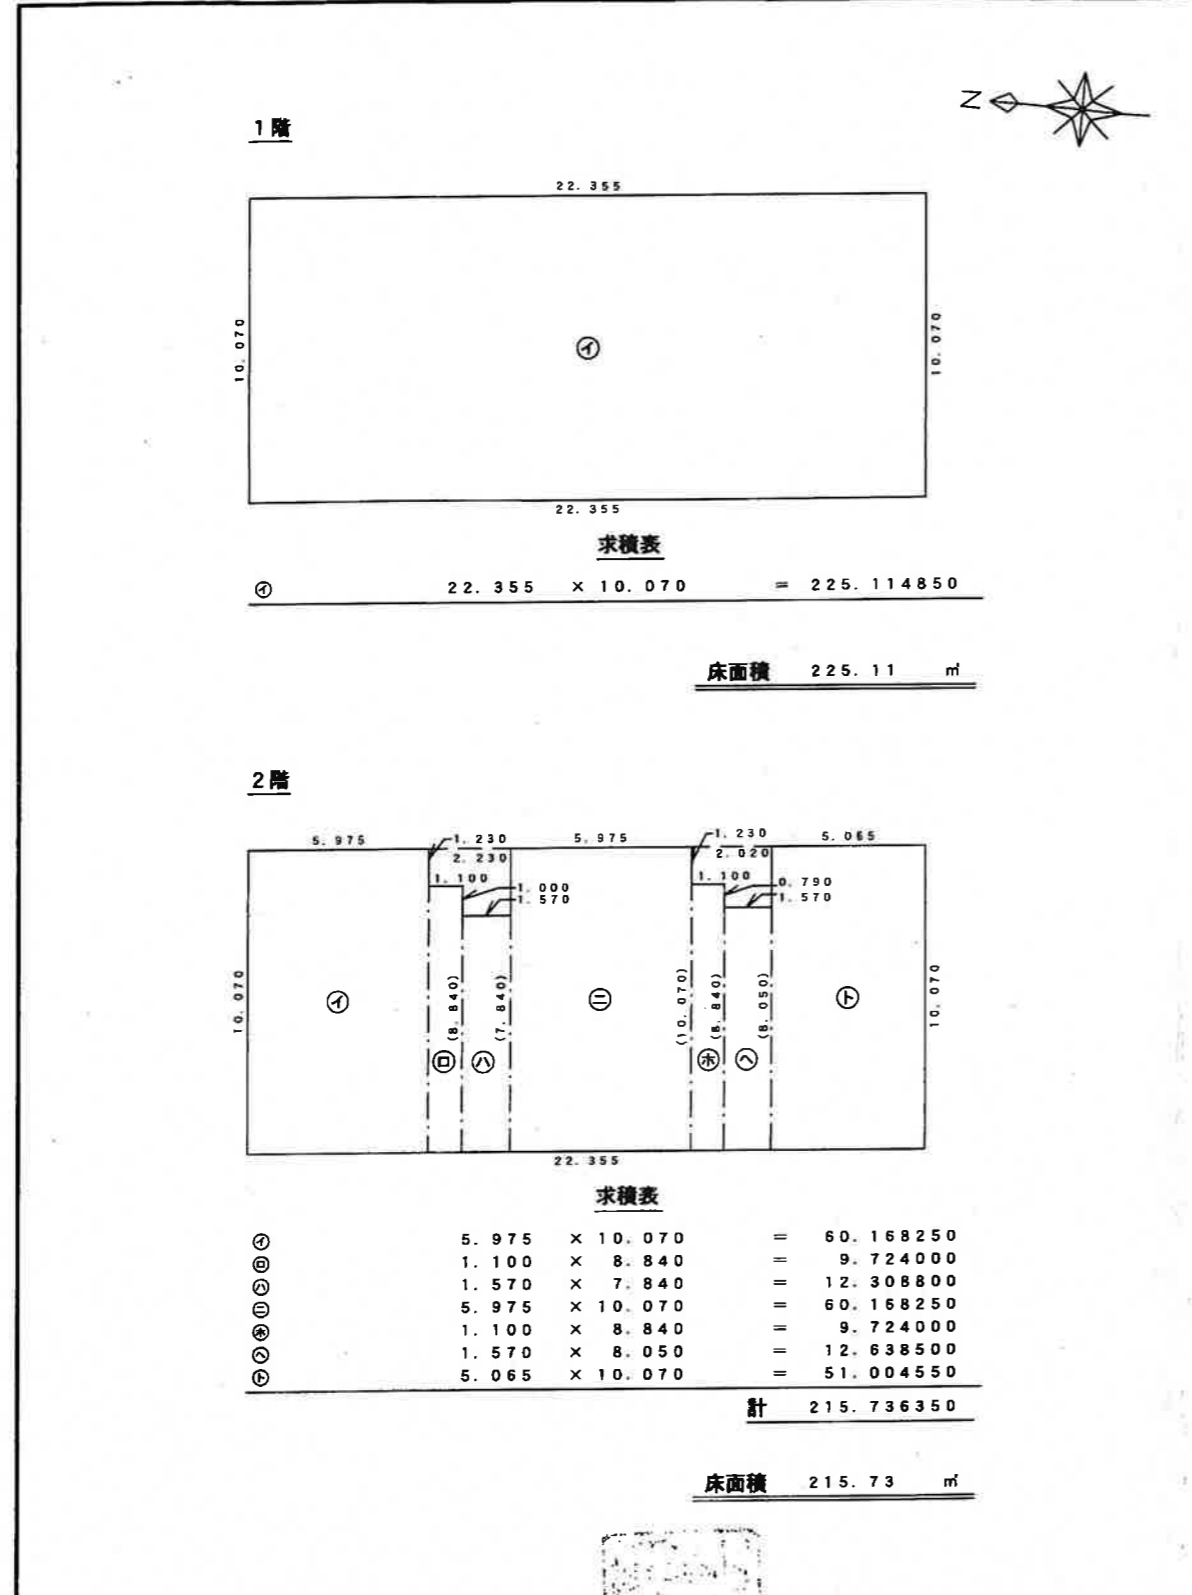 Z
1階
22.355
10.070
10.070
㋑
22.355
求積表
㋑ 22.355 × 10.070 = 225.114850
床面積 225.11 ㎡
2階
5.975 1.230 5.975 1.230 5.065
2.230 2.020
1.100 1.100
1.000 0.790
1.570 1.570
10.070 ㋑ (8.840) (7.840) ㋥ (10.070) (8.840) (8.050) ㋣ 10.070
㋺ ㋩ ㋭ ㋬
22.355
求積表
㋑ 5.975 × 10.070 = 60.168250
㋺ 1.100 × 8.840 = 9.724000
㋩ 1.570 × 7.840 = 12.308800
㋥ 5.975 × 10.070 = 60.168250
㋭ 1.100 × 8.840 = 9.724000
㋬ 1.570 × 8.050 = 12.638500
㋣ 5.065 × 10.070 = 51.004550
計 215.736350
床面積 215.73 ㎡